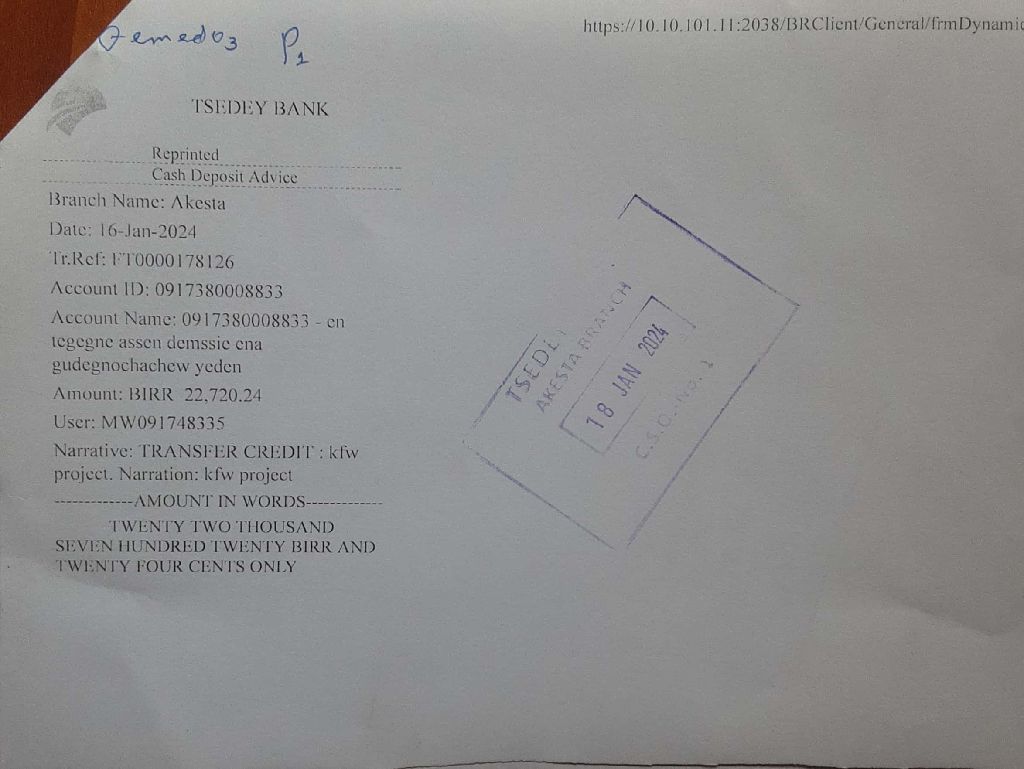 P1
https://10.10.101.11:2038/BRClient/General/frmDynamic
TSEDEY BANK
Reprinted
Cash Deposit Advice
Branch Name: Akesta
Date: 16-Jan-2024
Tr.Ref: FT0000178126
Account ID: 0917380008833
Account Name: 0917380008833 - en
tegegne assen demssie ena
gudegnochachew yeden
Amount: BIRR 22,720.24
User: MW091748335
Narrative: TRANSFER CREDIT : kfw
project. Narration: kfw project
-------------AMOUNT IN WORDS-------------
TWENTY TWO THOUSAND
SEVEN HUNDRED TWENTY BIRR AND
TWENTY FOUR CENTS ONLY
TSEDEY
AKESTA BRANCH
18 JAN 2024
C.S.O.-No. 1